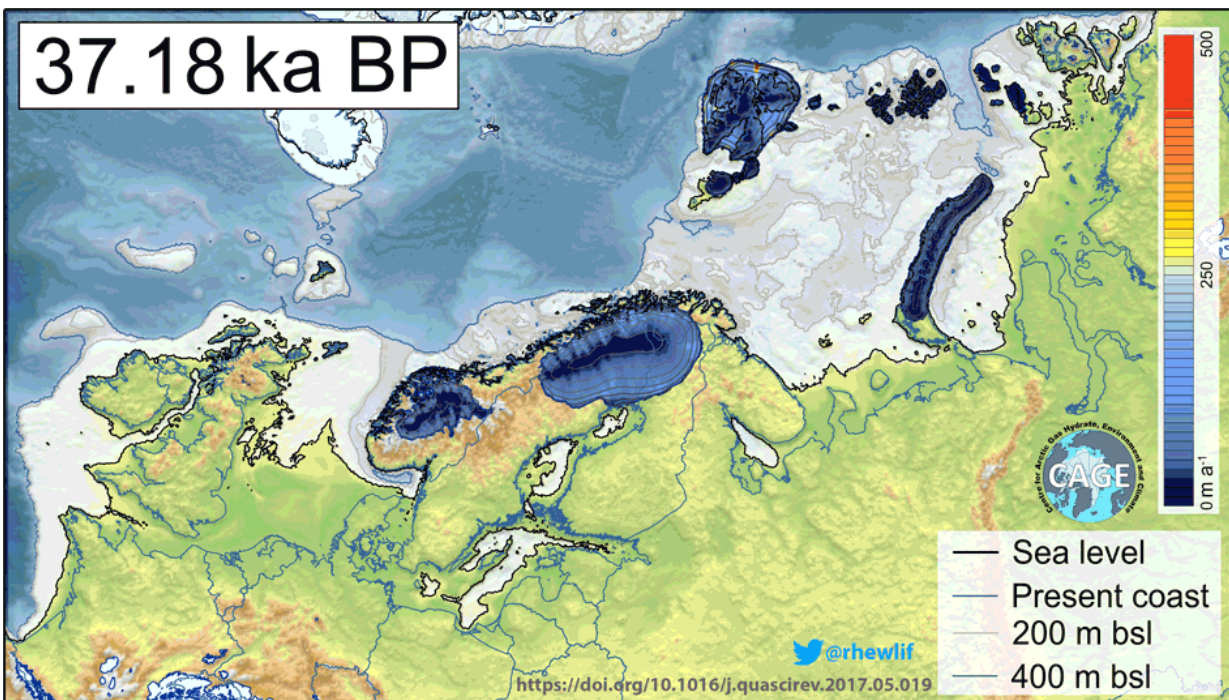 37.18 ka BP
500
250
0 m a⁻¹
Centre for Arctic Gas Hydrate, Environment and Climate
CAGE
Sea level
Present coast
200 m bsl
400 m bsl
@rhewlif
https://doi.org/10.1016/j.quascirev.2017.05.019